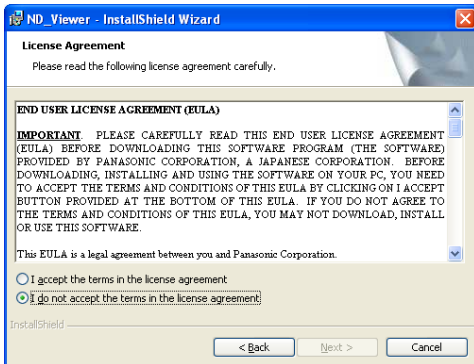 ND_Viewer - InstallShield Wizard
License Agreement
Please read the following license agreement carefully.
END USER LICENSE AGREEMENT (EULA)
IMPORTANT. PLEASE CAREFULLY READ THIS END USER LICENSE AGREEMENT
(EULA) BEFORE DOWNLOADING THIS SOFTWARE PROGRAM (THE SOFTWARE)
PROVIDED BY PANASONIC CORPORATION, A JAPANESE CORPORATION. BEFORE
DOWNLOADING, INSTALLING AND USING THE SOFTWARE ON YOUR PC, YOU NEED
TO ACCEPT THE TERMS AND CONDITIONS OF THIS EULA BY CLICKING ON I ACCEPT
BUTTON PROVIDED AT THE BOTTOM OF THIS EULA. IF YOU DO NOT AGREE TO
THE TERMS AND CONDITIONS OF THIS EULA, YOU MAY NOT DOWNLOAD, INSTALL
OR USE THIS SOFTWARE.
This EULA is a legal agreement between you and Panasonic Corporation.
I accept the terms in the license agreement
I do not accept the terms in the license agreement
InstallShield
< Back Next > Cancel